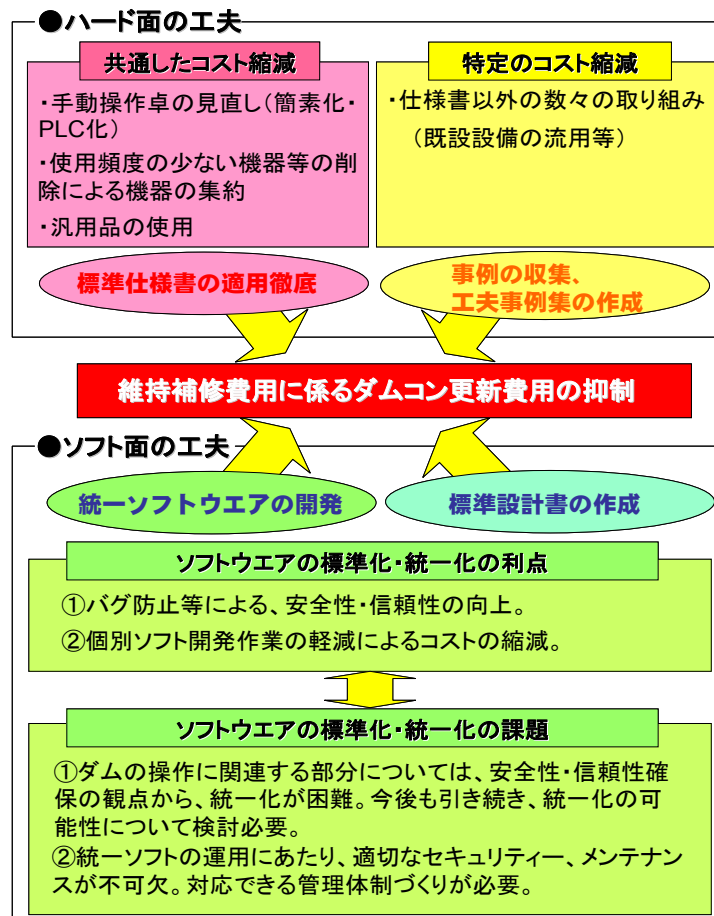 ●ハード面の工夫
共通したコスト縮減
・手動操作卓の見直し(簡素化・
PLC化)
・使用頻度の少ない機器等の削
除による機器の集約
・汎用品の使用
標準仕様書の適用徹底
特定のコスト縮減
・仕様書以外の数々の取り組み
(既設設備の流用等)
事例の収集、
工夫事例集の作成
維持補修費用に係るダムコン更新費用の抑制
●ソフト面の工夫
統一ソフトウエアの開発
標準設計書の作成
ソフトウエアの標準化・統一化の利点
①バグ防止等による、安全性・信頼性の向上。
②個別ソフト開発作業の軽減によるコストの縮減。
ソフトウエアの標準化・統一化の課題
①ダムの操作に関連する部分については、安全性・信頼性確
保の観点から、統一化が困難。今後も引き続き、統一化の可
能性について検討必要。
②統一ソフトの運用にあたり、適切なセキュリティー、メンテナン
スが不可欠。対応できる管理体制づくりが必要。